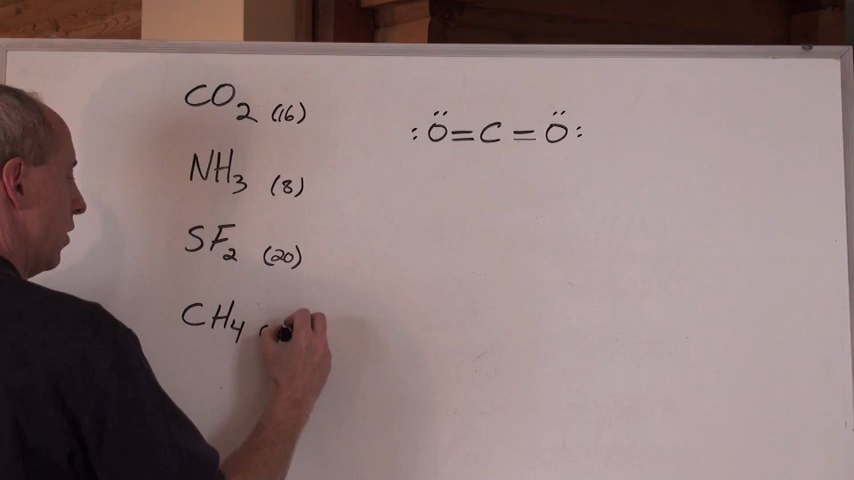 CO₂ (16)
:Ö=C=Ö:
NH₃ (8)
SF₂ (20)
CH₄ (